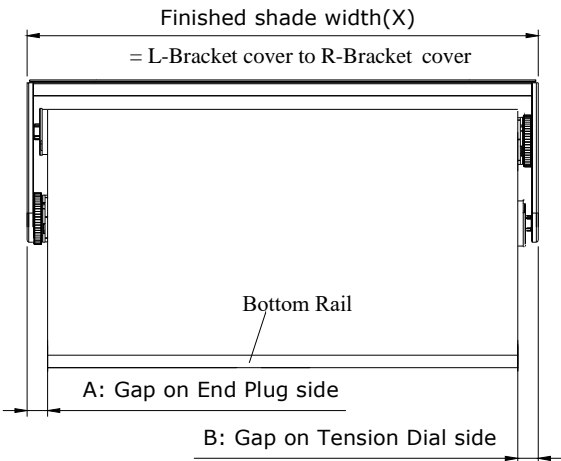 Finished shade width(X)
= L-Bracket cover to R-Bracket cover
Bottom Rail
A: Gap on End Plug side
B: Gap on Tension Dial side